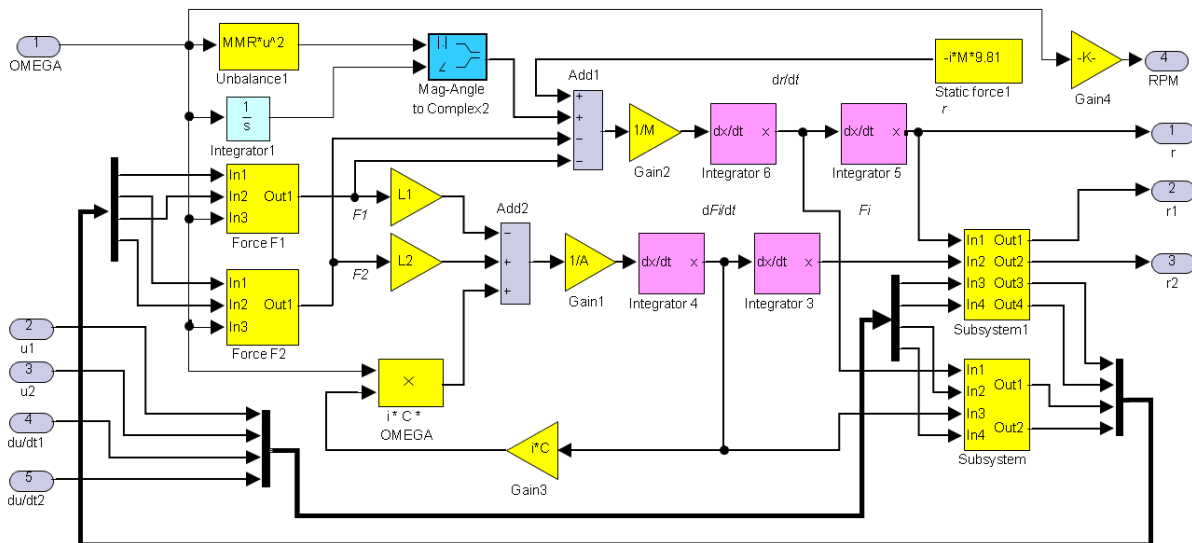 1
OMEGA
MMR*u^2
Unbalance1
|·|
∠
Mag-Angle
to Complex2
1
s
Integrator1
Add1
+
+
−
−
1/M
Gain2
dr/dt
dx/dt
x
Integrator 6
dx/dt
x
Integrator 5
-i*M*9.81
Static force1
r
-K-
Gain4
4
RPM
1
r
2
r1
3
r2
In1
In2
In3
Out1
Force F1
F1
L1
Add2
−
+
+
F2
L2
In1
In2
In3
Out1
Force F2
1/A
Gain1
dFi/dt
dx/dt
x
Integrator 4
Fi
dx/dt
x
Integrator 3
In1
In2
In3
In4
Out1
Out2
Out3
Out4
Subsystem1
In1
In2
In3
In4
Out1
Out2
Subsystem
2
u1
3
u2
4
du/dt1
5
du/dt2
×
i* C *
OMEGA
i*C
Gain3